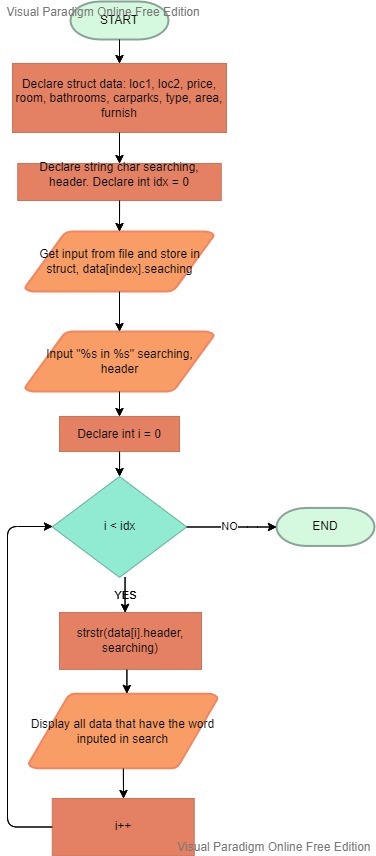 Visual Paradigm Online Free Edition
START
Declare struct data: loc1, loc2, price,
room, bathrooms, carparks, type, area,
furnish
Declare string char searching,
header. Declare int idx = 0
Get input from file and store in
struct, data[index].seaching
Input "%s in %s" searching,
header
Declare int i = 0
i < idx
NO
END
YES
strstr(data[i].header,
searching)
Display all data that have the word
inputed in search
i++
Visual Paradigm Online Free Edition